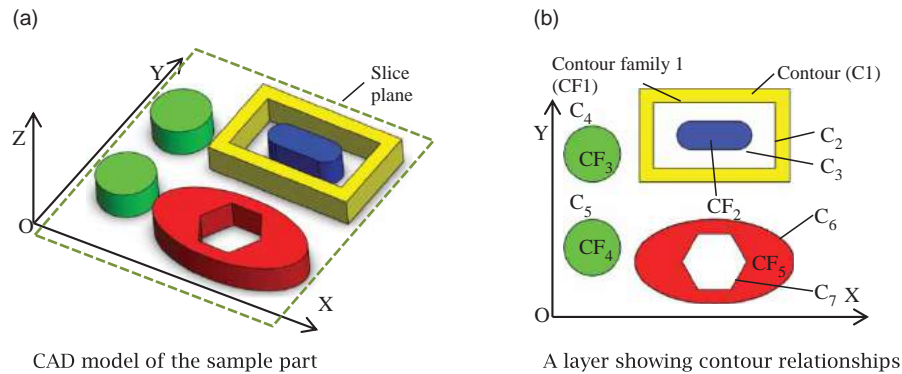 (a)
Y
Slice
plane
Z
O
X
CAD model of the sample part
(b)
Contour family 1
(CF1)
Contour (C1)
C₄
Y
C₂
CF₃
C₃
C₅
CF₂
C₆
CF₄
CF₅
C₇
X
O
A layer showing contour relationships